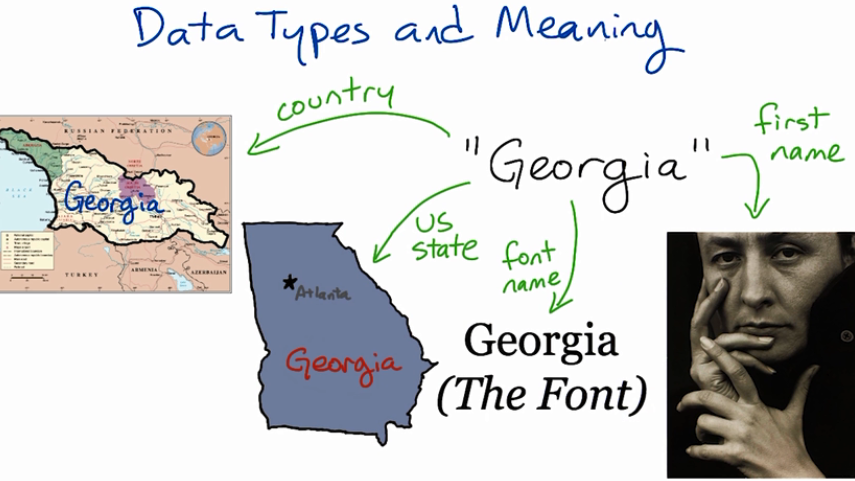 Data Types and Meaning
country
"Georgia"
first
name
RUSSIAN FEDERATION
Georgia
US
state
font
name
Atlanta
TURKEY
ARMENIA
AZERBAIJAN
Georgia
Georgia
(The Font)